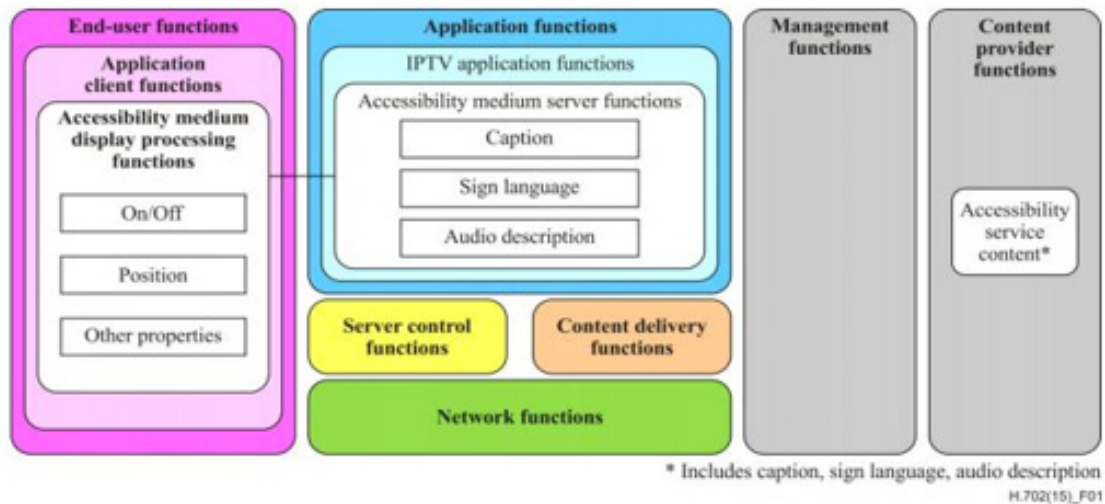 End-user functions
Application
client functions
Accessibility medium
display processing
functions
On/Off
Position
Other properties
Application functions
IPTV application functions
Accessibility medium server functions
Caption
Sign language
Audio description
Server control
functions
Content delivery
functions
Network functions
Management
functions
Content
provider
functions
Accessibility
service
content*
* Includes caption, sign language, audio description
H.702(15)_F01